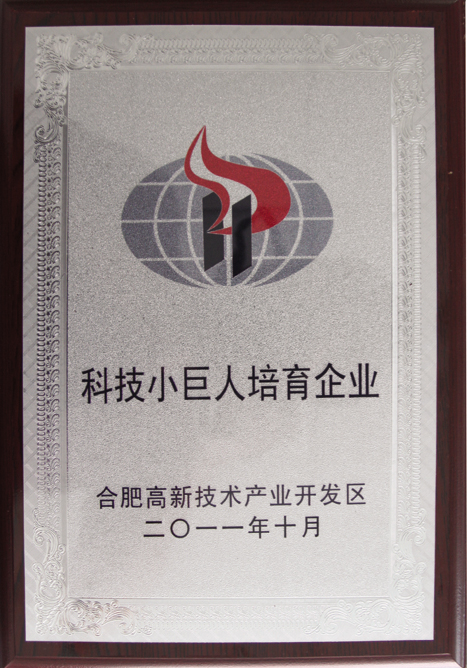 科技小巨人培育企业
合肥高新技术产业开发区
二〇一一年十月